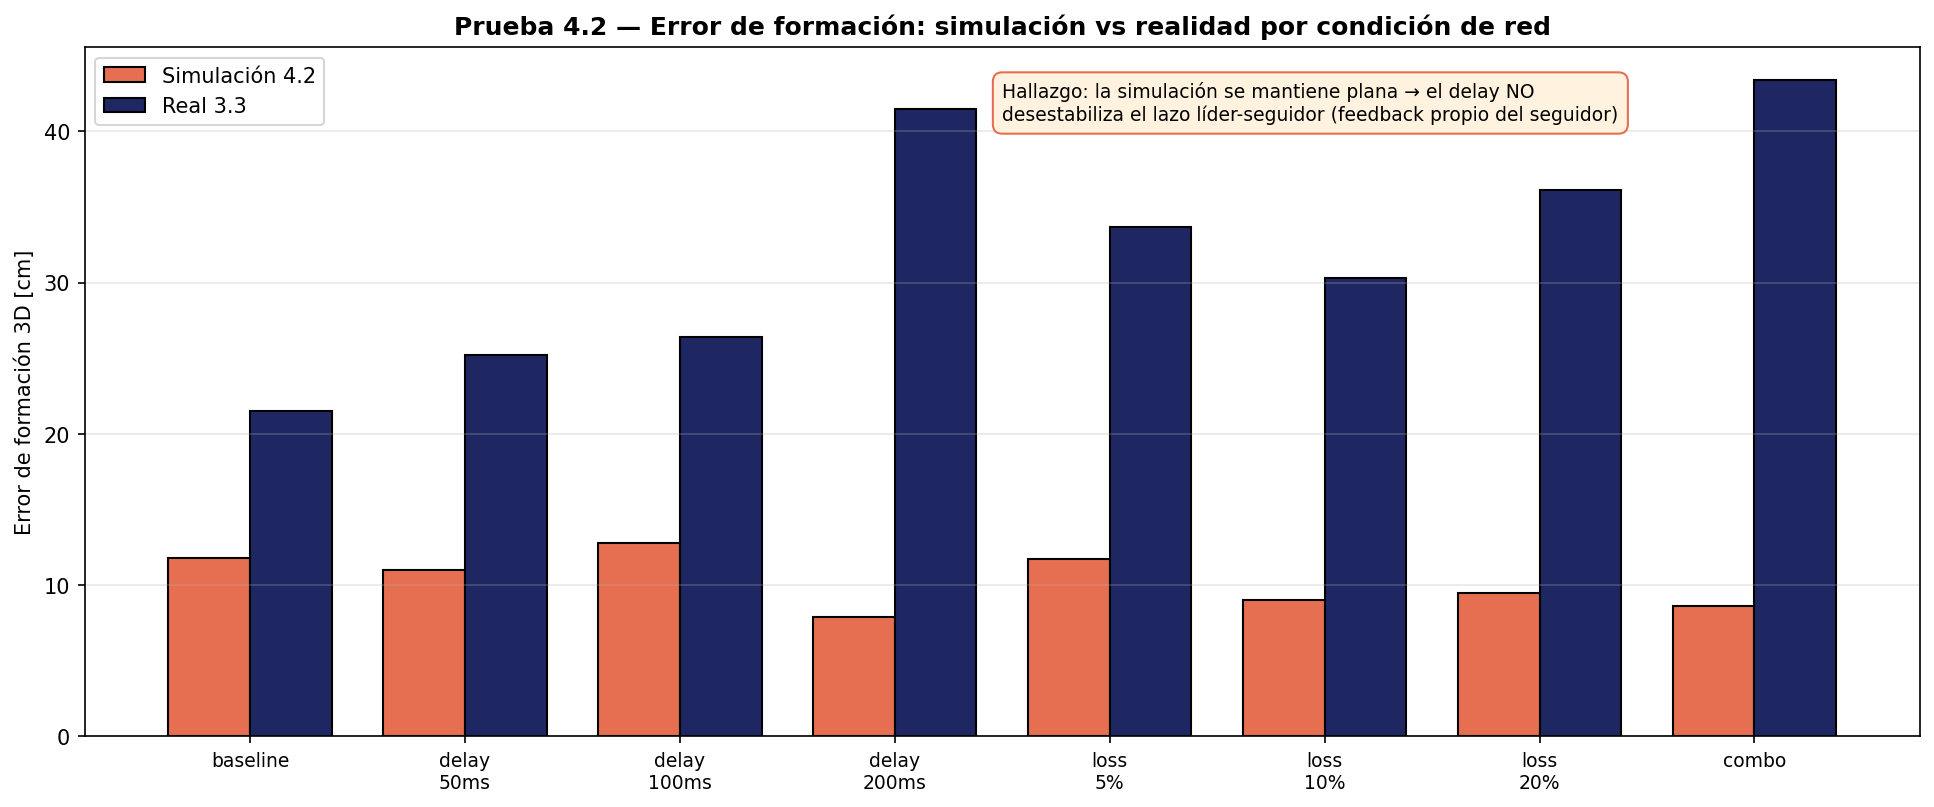 Prueba 4.2 — Error de formación: simulación vs realidad por condición de red
Simulación 4.2
Real 3.3
Hallazgo: la simulación se mantiene plana → el delay NO
desestabiliza el lazo líder-seguidor (feedback propio del seguidor)
Error de formación 3D [cm]
40
30
20
10
0
baseline
delay
50ms
delay
100ms
delay
200ms
loss
5%
loss
10%
loss
20%
combo